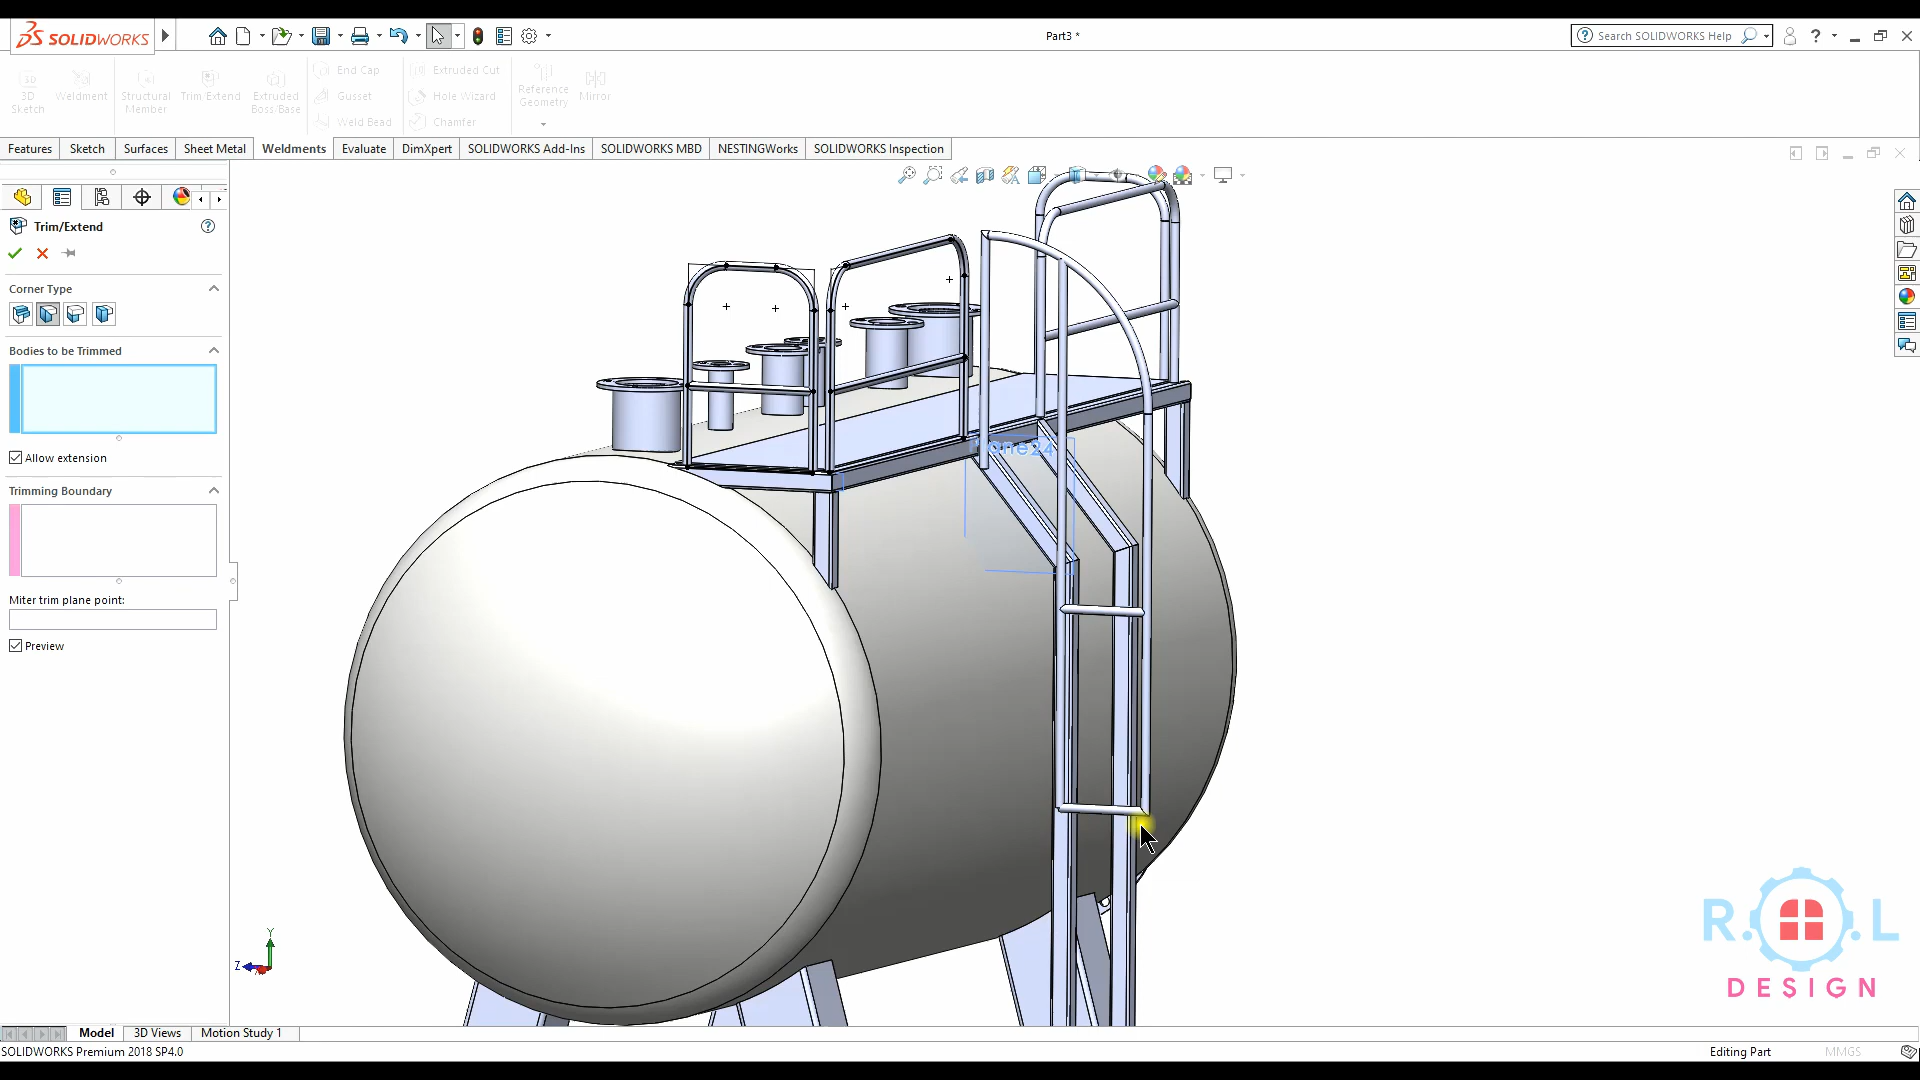 SOLIDWORKS
Part3 *
Search SOLIDWORKS Help
3D Sketch
Weldment
Structural Member
Trim/Extend
Extruded Boss-Base
End Cap
Gusset
Weld Bead
Extruded Cut
Hole Wizard
Chamfer
Reference Geometry
Mirror
Features
Sketch
Surfaces
Sheet Metal
Weldments
Evaluate
DimXpert
SOLIDWORKS Add-Ins
SOLIDWORKS MBD
NESTINGWorks
SOLIDWORKS Inspection
Trim/Extend
Corner Type
Bodies to be Trimmed
Allow extension
Trimming Boundary
Miter trim plane point:
Preview
ane24
Y
Z
R.
.L
DESIGN
Model
3D Views
Motion Study 1
SOLIDWORKS Premium 2018 SP4.0
Editing Part
MMGS